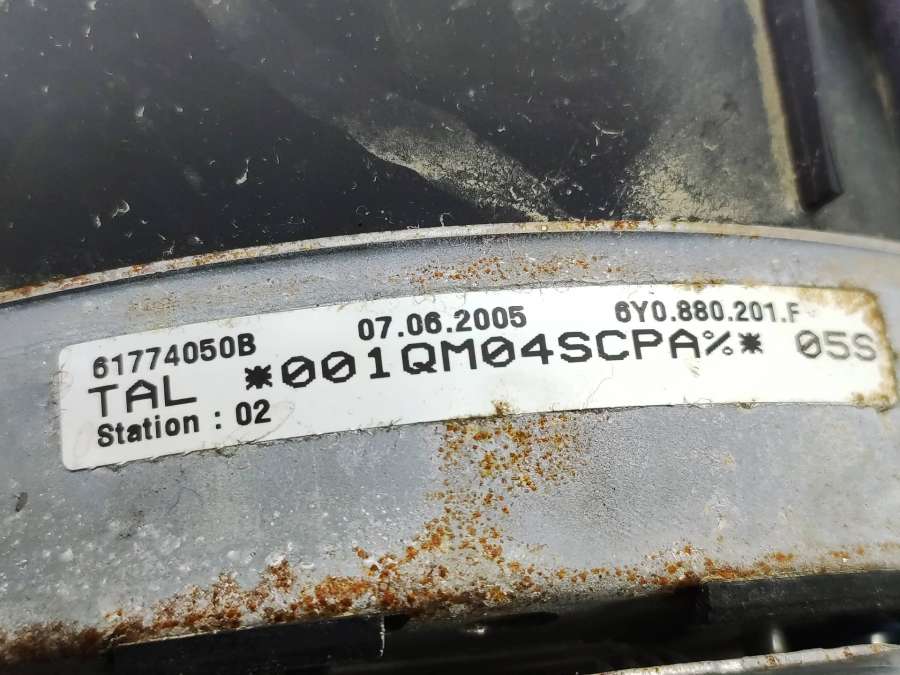 61774050B 07.06.2005 6Y0.880.201.F
TAL *001QM04SCPA%* 05S
Station : 02